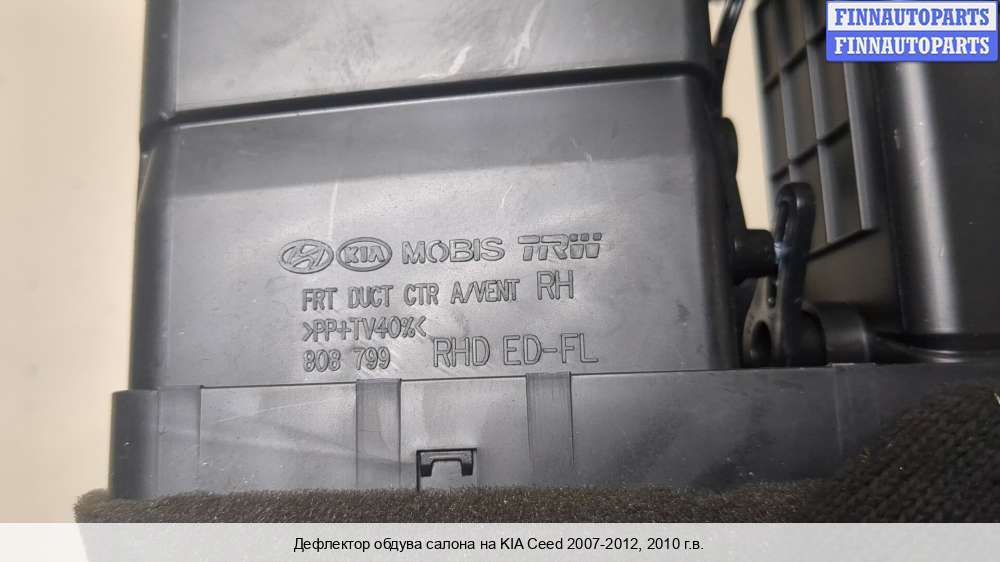 FINNAUTOPARTS
FINNAUTOPARTS
H KIA MOBIS TRW
FRT DUCT CTR A/VENT RH
>PP+TV40%<
808 799 RHD ED-FL
Дефлектор обдува салона на KIA Ceed 2007-2012, 2010 г.в.